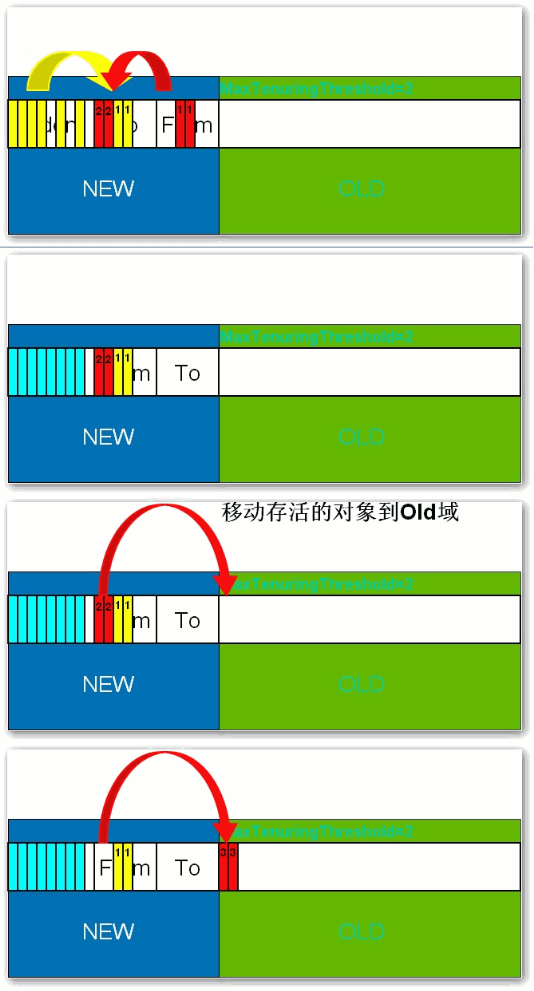 MaxTenuringThreshold=2
2 2 1 1 1 1
NEW OLD
MaxTenuringThreshold=2
2 2 1 1 To
NEW OLD
移动存活的对象到Old域
MaxTenuringThreshold=2
2 2 1 1 To
NEW OLD
MaxTenuringThreshold=2
1 1 To 3 3
NEW OLD